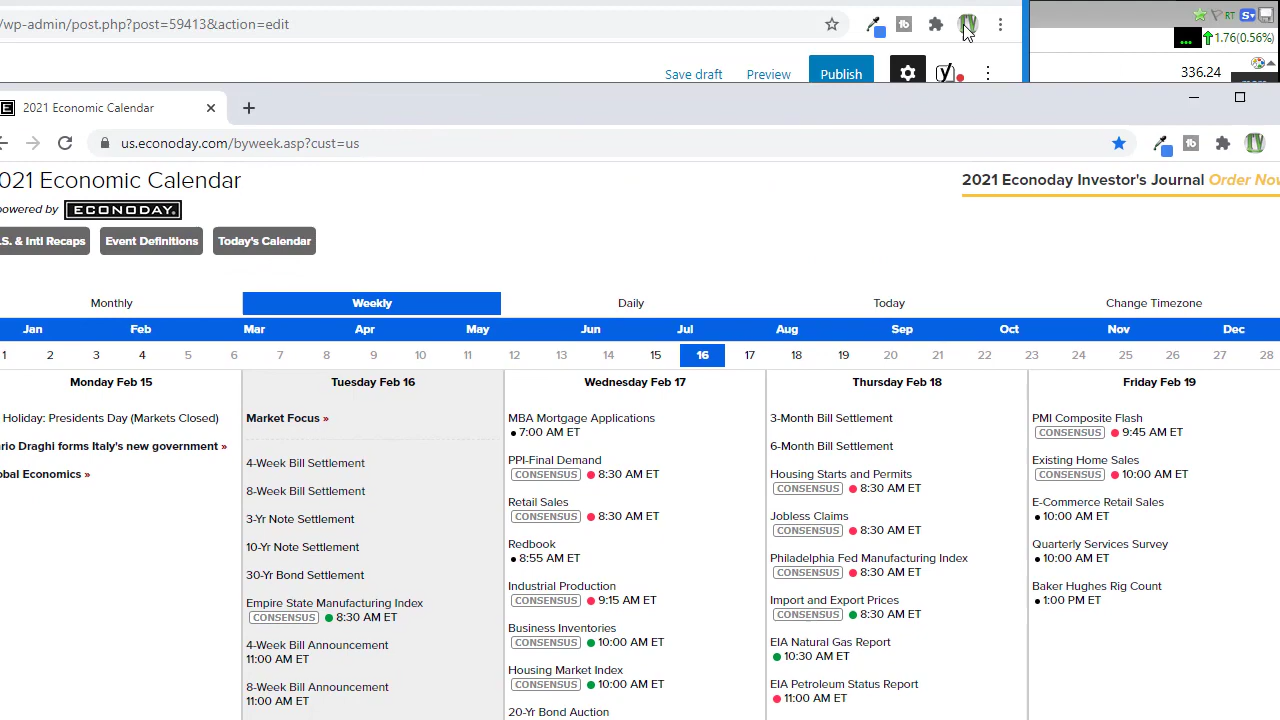 /wp-admin/post.php?post=59413&action=edit
RT
S
1.76(0.56%)
Save draft
Preview
Publish
336.24
2021 Economic Calendar
us.econoday.com/byweek.asp?cust=us
021 Economic Calendar
powered by ECONODAY
2021 Econoday Investor's Journal Order Now
.S. & Intl Recaps
Event Definitions
Today's Calendar
Monthly
Weekly
Daily
Today
Change Timezone
Jan Feb Mar Apr May Jun Jul Aug Sep Oct Nov Dec
1 2 3 4 5 6 7 8 9 10 11 12 13 14 15 16 17 18 19 20 21 22 23 24 25 26 27 28
Monday Feb 15
Holiday: Presidents Day (Markets Closed)
rio Draghi forms Italy's new government »
obal Economics »
Tuesday Feb 16
Market Focus »
4-Week Bill Settlement
8-Week Bill Settlement
3-Yr Note Settlement
10-Yr Note Settlement
30-Yr Bond Settlement
Empire State Manufacturing Index
CONSENSUS 8:30 AM ET
4-Week Bill Announcement
11:00 AM ET
8-Week Bill Announcement
11:00 AM ET
Wednesday Feb 17
MBA Mortgage Applications
7:00 AM ET
PPI-Final Demand
CONSENSUS 8:30 AM ET
Retail Sales
CONSENSUS 8:30 AM ET
Redbook
8:55 AM ET
Industrial Production
CONSENSUS 9:15 AM ET
Business Inventories
CONSENSUS 10:00 AM ET
Housing Market Index
CONSENSUS 10:00 AM ET
20-Yr Bond Auction
Thursday Feb 18
3-Month Bill Settlement
6-Month Bill Settlement
Housing Starts and Permits
CONSENSUS 8:30 AM ET
Jobless Claims
CONSENSUS 8:30 AM ET
Philadelphia Fed Manufacturing Index
CONSENSUS 8:30 AM ET
Import and Export Prices
CONSENSUS 8:30 AM ET
EIA Natural Gas Report
10:30 AM ET
EIA Petroleum Status Report
11:00 AM ET
Friday Feb 19
PMI Composite Flash
CONSENSUS 9:45 AM ET
Existing Home Sales
CONSENSUS 10:00 AM ET
E-Commerce Retail Sales
10:00 AM ET
Quarterly Services Survey
10:00 AM ET
Baker Hughes Rig Count
1:00 PM ET